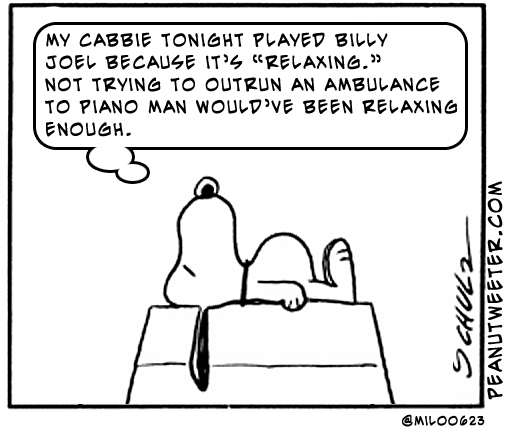 MY CABBIE TONIGHT PLAYED BILLY
JOEL BECAUSE IT'S "RELAXING."
NOT TRYING TO OUTRUN AN AMBULANCE
TO PIANO MAN WOULD'VE BEEN RELAXING
ENOUGH.
SCHULZ
PEANUTWEETER.COM
@MILOO623